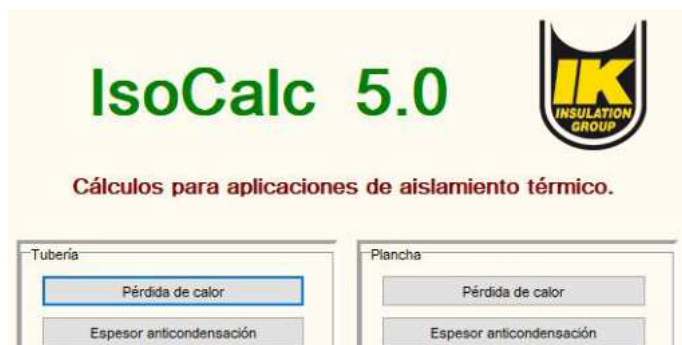 IsoCalc 5.0
IK
INSULATION
GROUP
Cálculos para aplicaciones de aislamiento térmico.
Tubería
Pérdida de calor
Espesor anticondensación
Plancha
Pérdida de calor
Espesor anticondensación